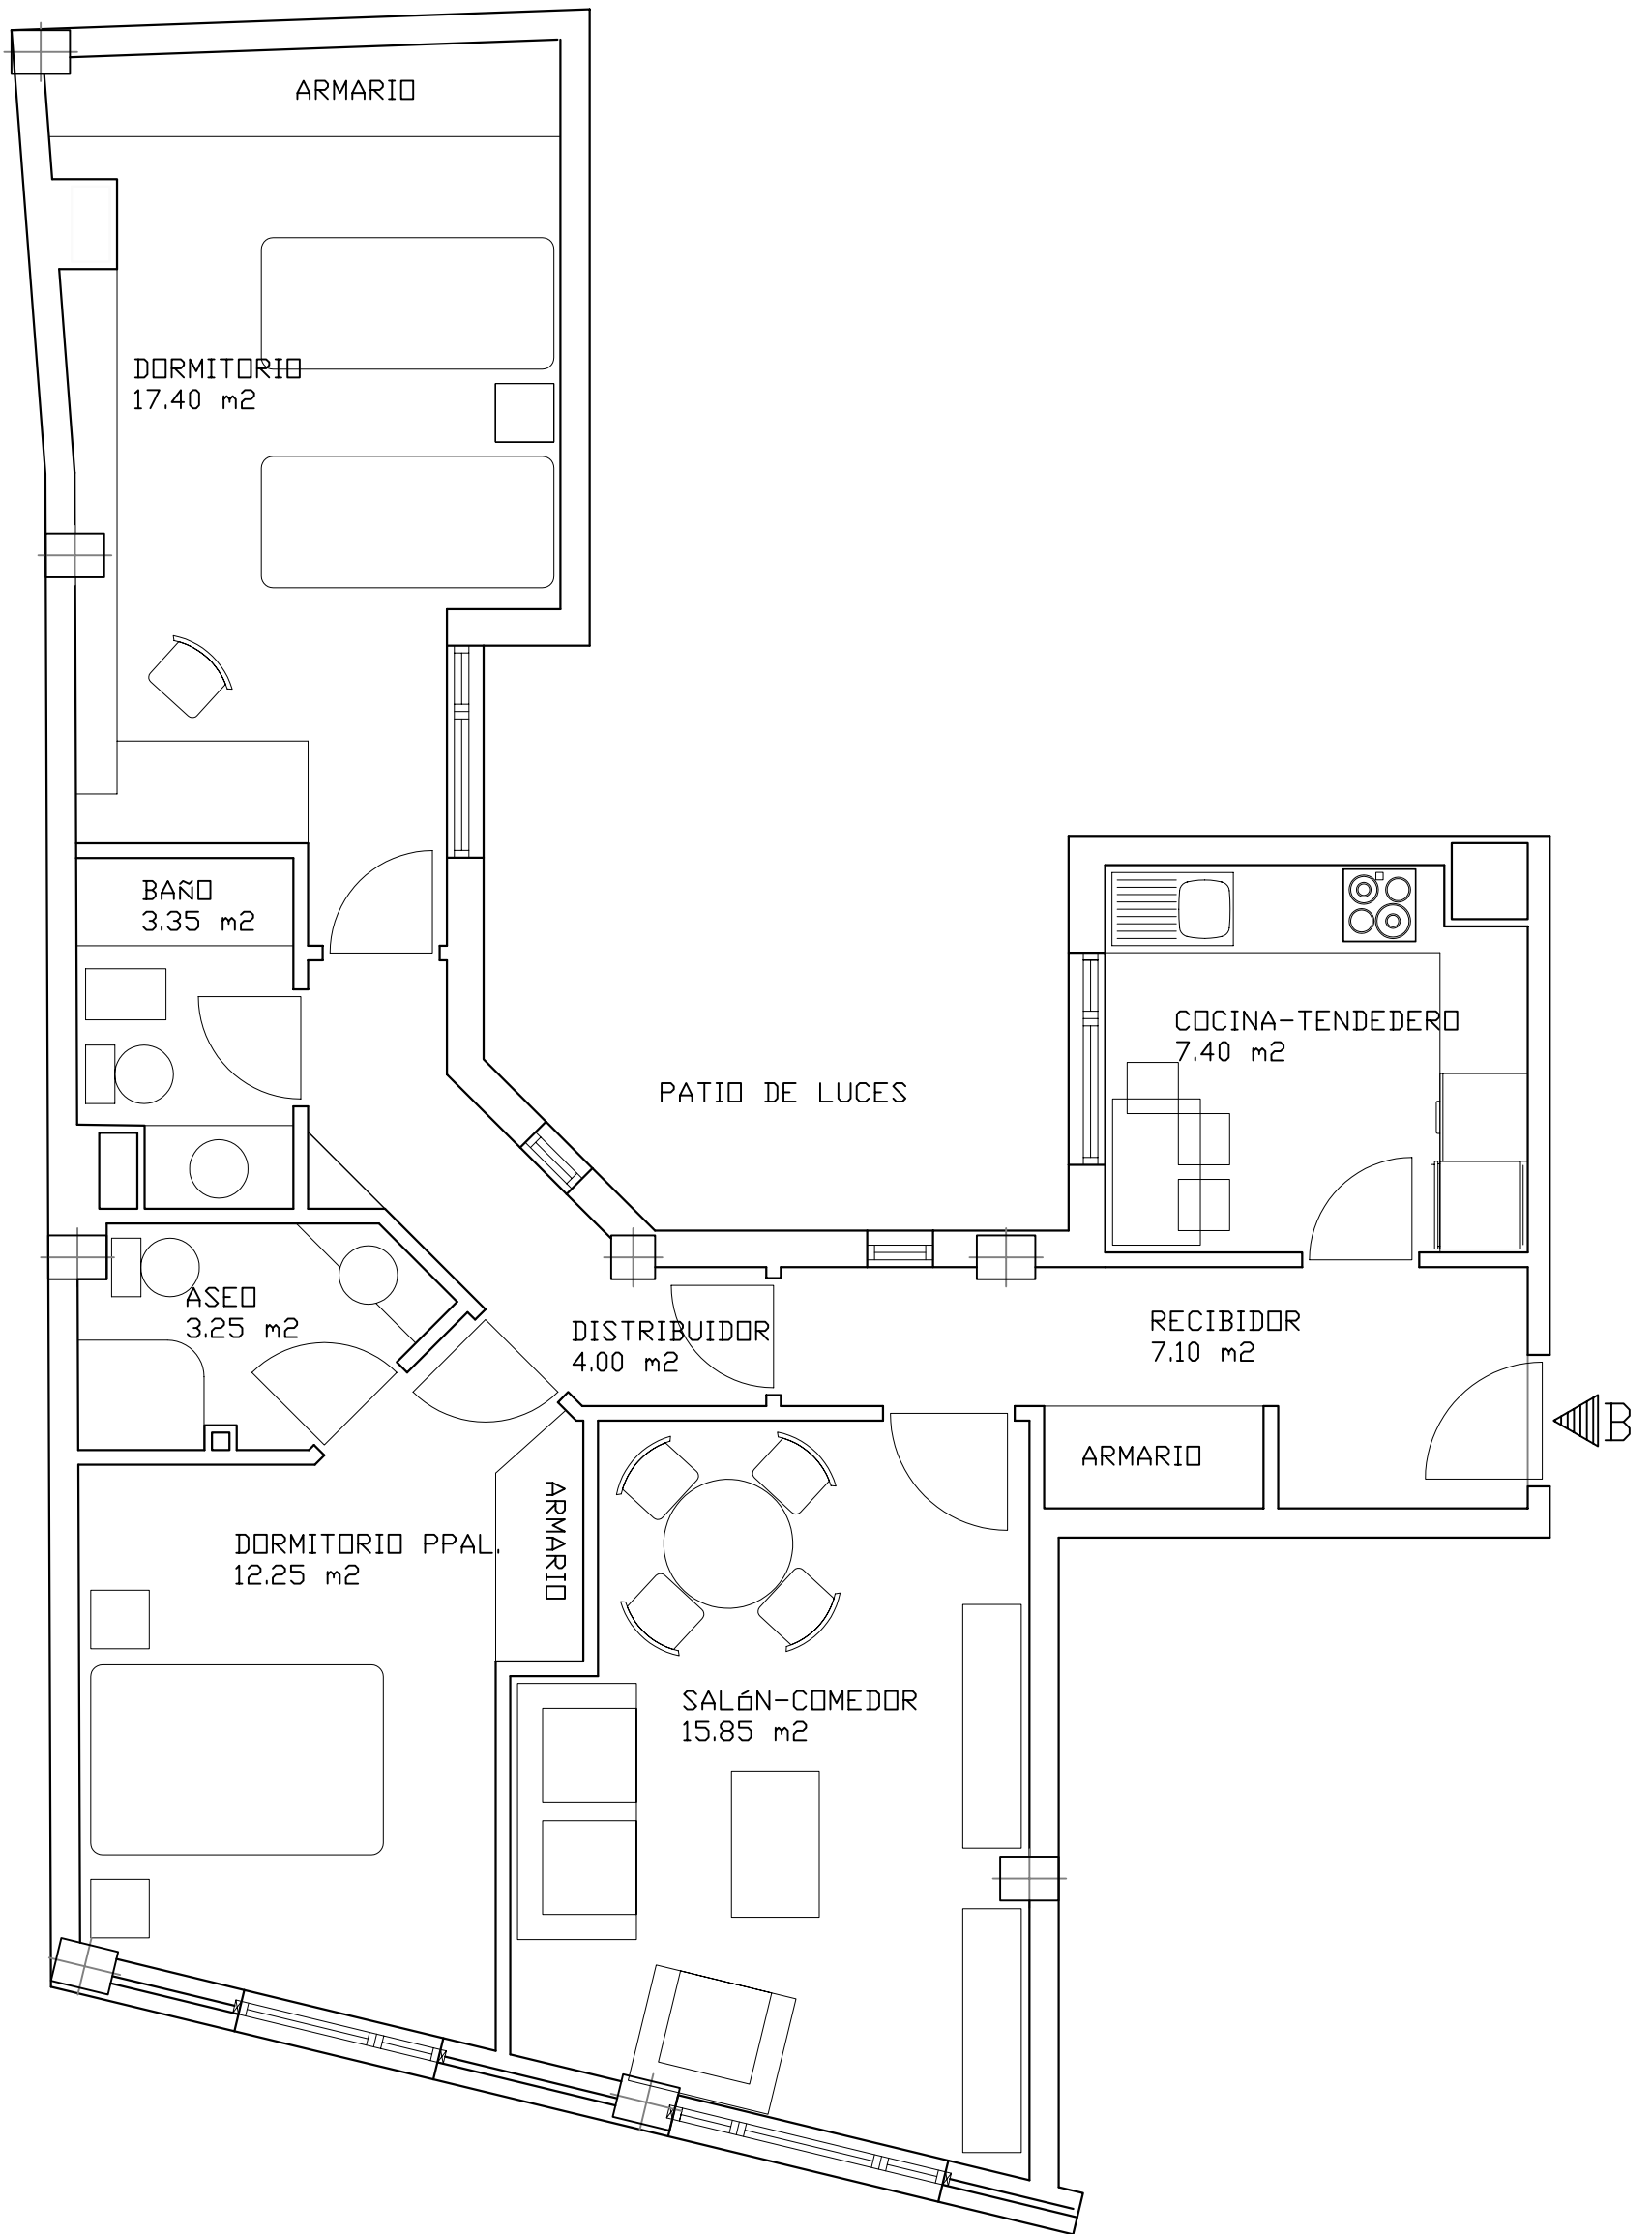 ARMARIO
DORMITORIO
17.40 m2
BAÑO
3.35 m2
COCINA-TENDEDERO
7.40 m2
PATIO DE LUCES
ASEO
3.25 m2
DISTRIBUIDOR
4.00 m2
RECIBIDOR
7.10 m2
B
ARMARIO
ARMARIO
DORMITORIO PPAL.
12.25 m2
SALóN-COMEDOR
15.85 m2